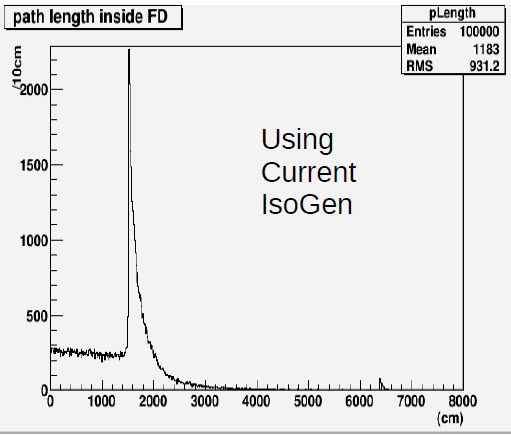 path length inside FD
pLength
Entries 100000
Mean 1183
RMS 931.2
/10cm
2000
1500
1000
500
0
Using
Current
IsoGen
0 1000 2000 3000 4000 5000 6000 7000 8000
(cm)